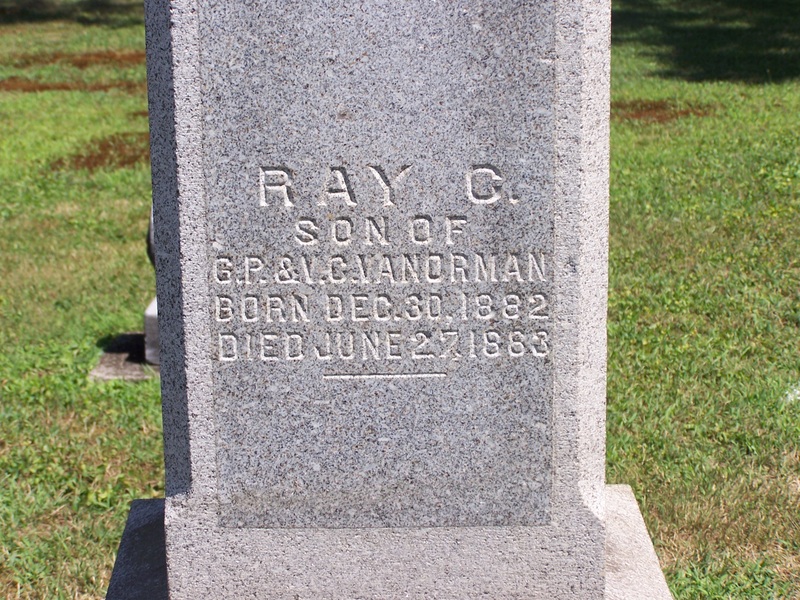 RAY C.
SON OF
G.P. & V.C. VANORMAN
BORN DEC. 30, 1882
DIED JUNE 27, 1883